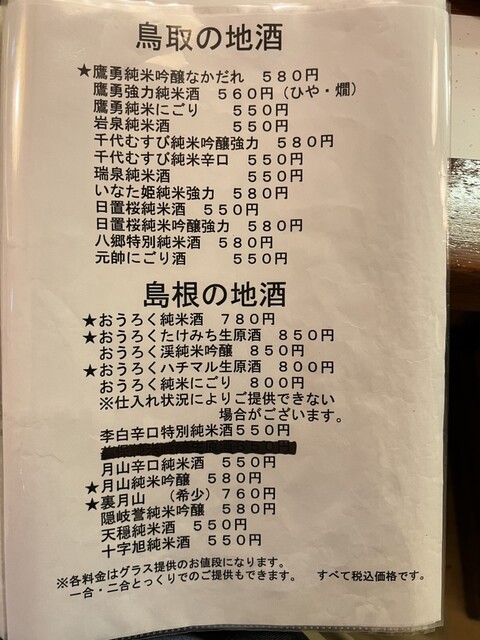 鳥取の地酒
★鷹勇純米吟醸なかだれ 580円
鷹勇強力純米酒 560円(ひや・燗)
鷹勇純米にごり 550円
岩泉純米酒 550円
千代むすび純米吟醸強力 580円
千代むすび純米辛口 550円
瑞泉純米酒 550円
いなた姫純米強力 580円
日置桜純米酒 550円
日置桜純米吟醸強力 580円
八郷特別純米酒 580円
元帥にごり酒 550円
島根の地酒
★おうろく純米酒 780円
★おうろくたけみち生原酒 850円
おうろく渓純米吟醸 850円
★おうろくハチマル生原酒 800円
おうろく純米にごり 800円
※仕入れ状況によりご提供できない
場合がございます。
李白辛口特別純米酒550円
月山辛口純米酒 550円
★月山純米吟醸 580円
★裏月山 (希少)760円
隠岐誉純米吟醸 580円
天穏純米酒 550円
十字旭純米酒 550円
※各料金はグラス提供のお値段になります。
一合・二合とっくりでのご提供もできます。 すべて税込価格です。